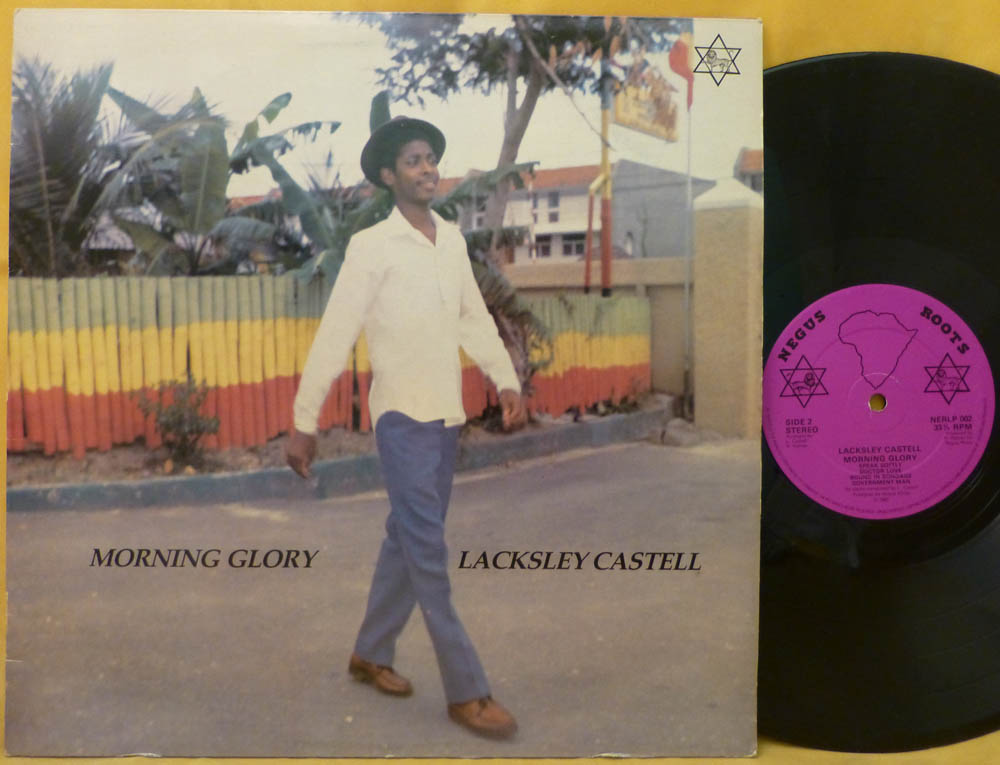 MORNING GLORY
LACKSLEY CASTELL
NEGUS ROOTS
SIDE 2
STEREO
NERLP 002
33⅓ RPM
LACKSLEY CASTELL
MORNING GLORY
SPEAK SOFTLY
DOCTOR LOVE
BOUND IN BONDAGE
GOVERNMENT MAN